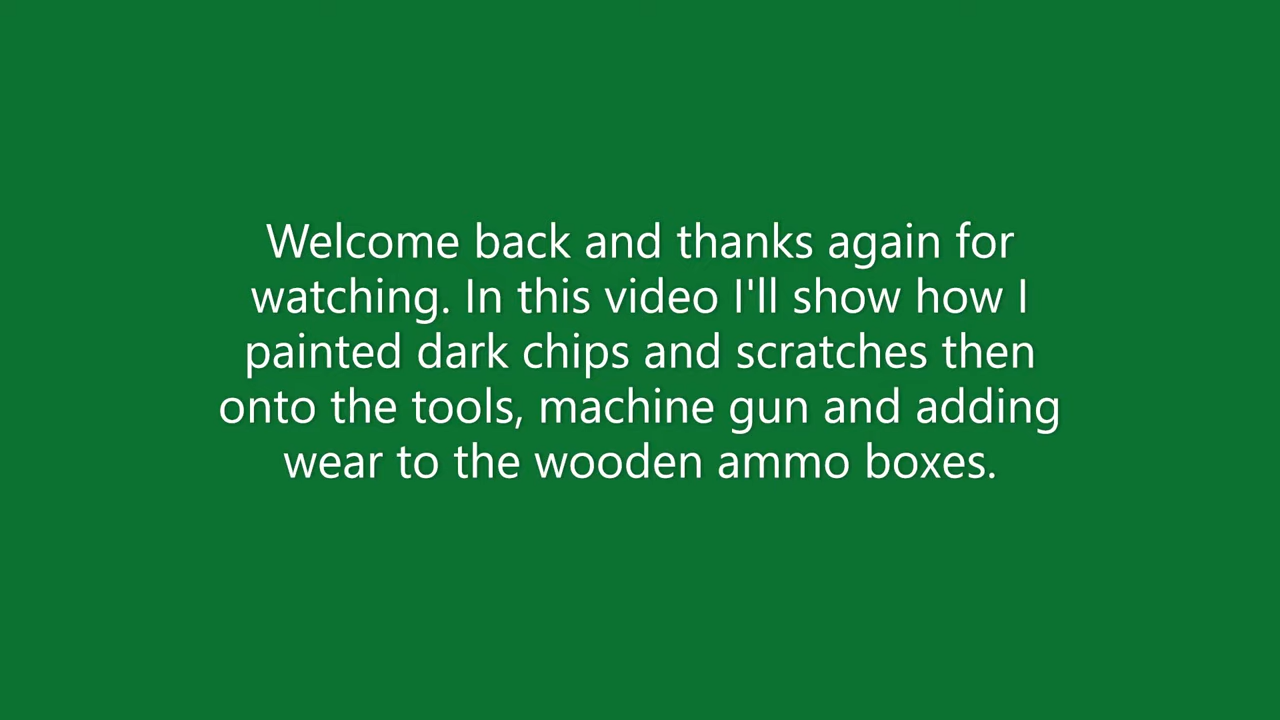 Welcome back and thanks again for
watching. In this video I'll show how I
painted dark chips and scratches then
onto the tools, machine gun and adding
wear to the wooden ammo boxes.